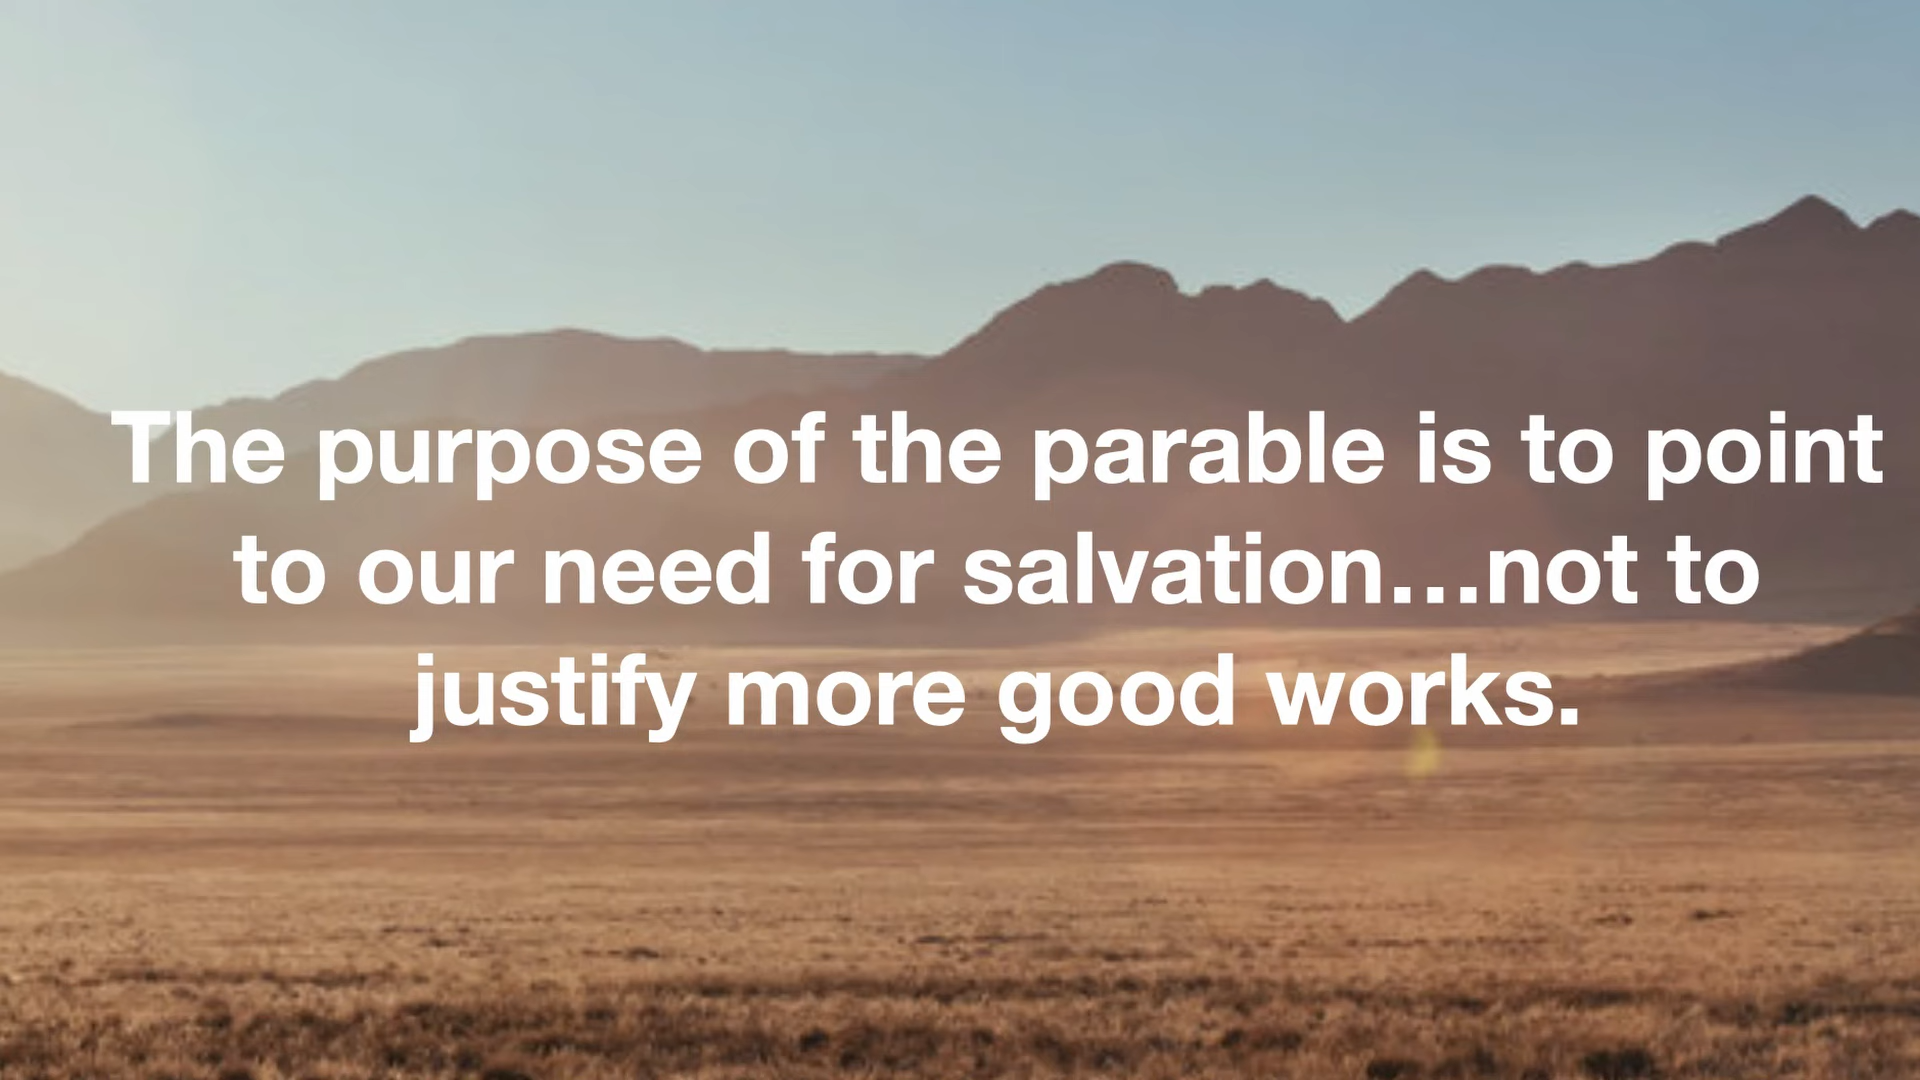 The purpose of the parable is to point
to our need for salvation...not to
justify more good works.